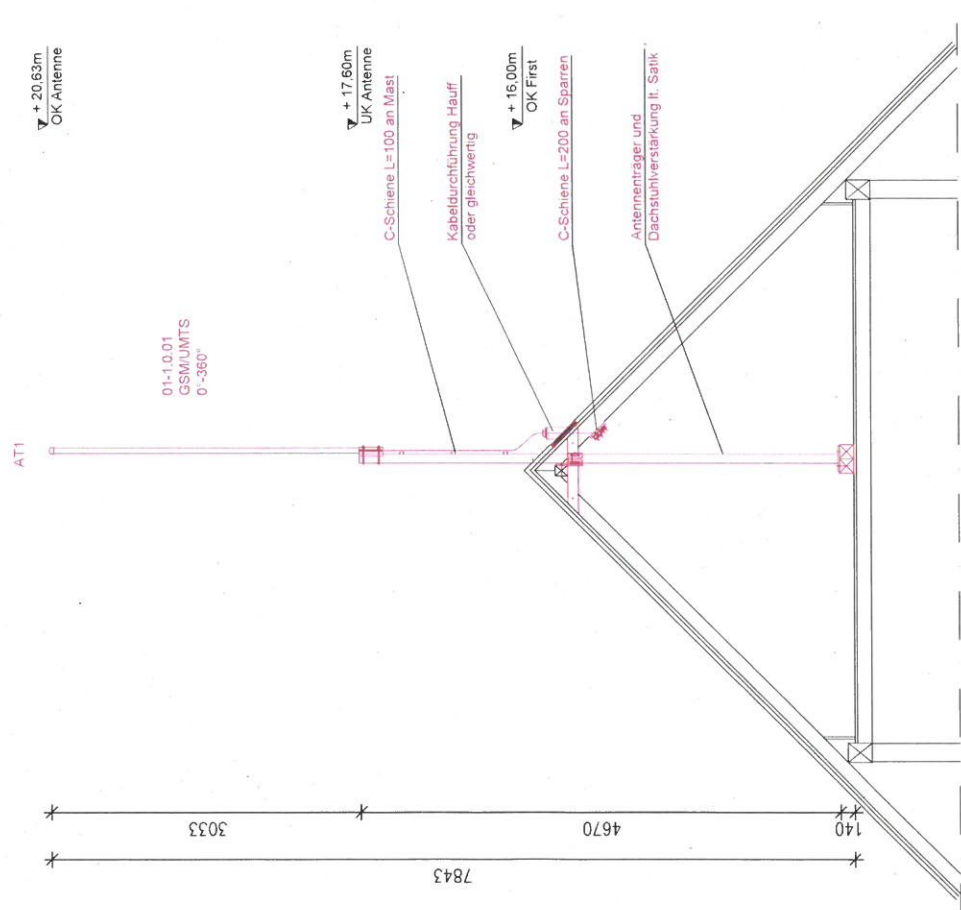 AT1
01-1.0.01
GSM/UMTS
0°-360°
+ 20,63m
OK Antenne
+ 17,60m
UK Antenne
C-Schiene L=100 an Mast
Kabeldurchführung Hauff
oder gleichwertig
+ 16,00m
OK First
C-Schiene L=200 an Sparren
Antennenträger und
Dachstuhlverstärkung lt. Satik
3033
4670
140
7843